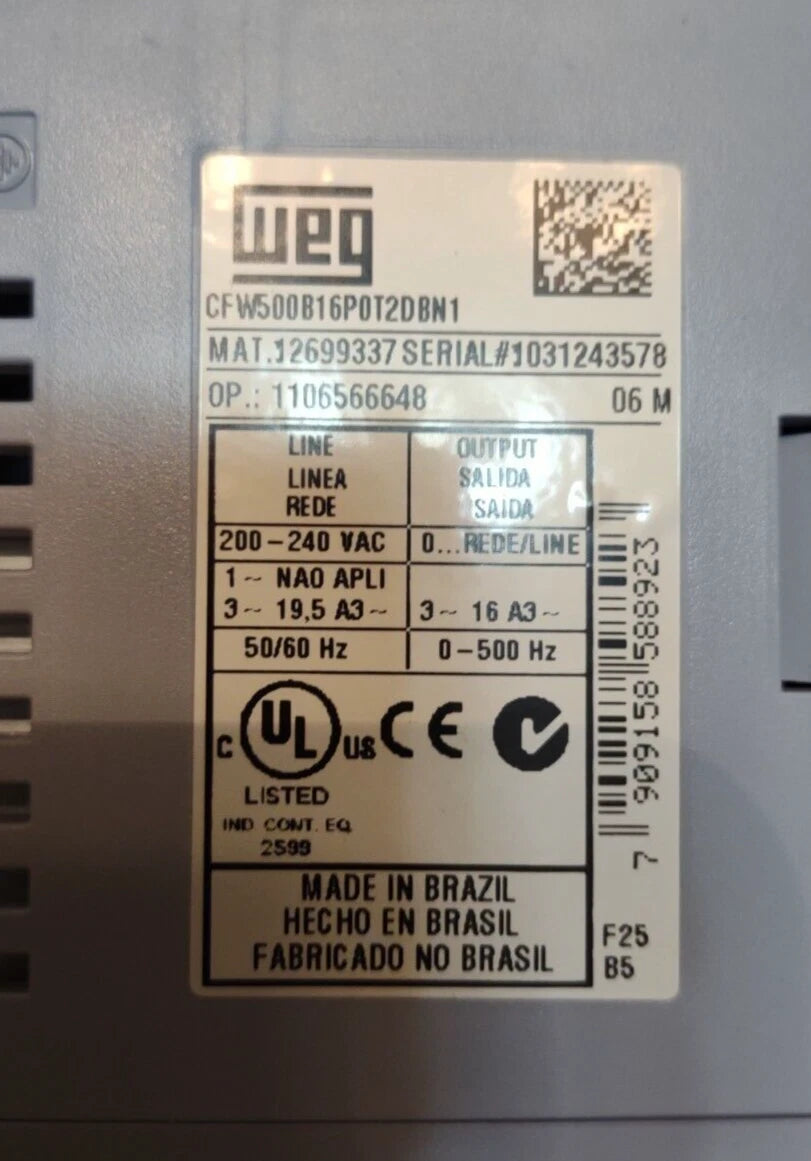 weg
CFW500B16P0T2DBN1
MAT.12699337 SERIAL#1031243578
OP.: 1106566648 06 M
LINE OUTPUT
LINEA SALIDA
REDE SAIDA
200-240 VAC 0...REDE/LINE
1~ NAO APLI
3~ 19,5 A3~ 3~ 16 A3~
50/60 Hz 0-500 Hz
C UL US CE
LISTED
IND CONT. EQ
2599
MADE IN BRAZIL
HECHO EN BRASIL
FABRICADO NO BRASIL
7 909158 588923
F25
B5